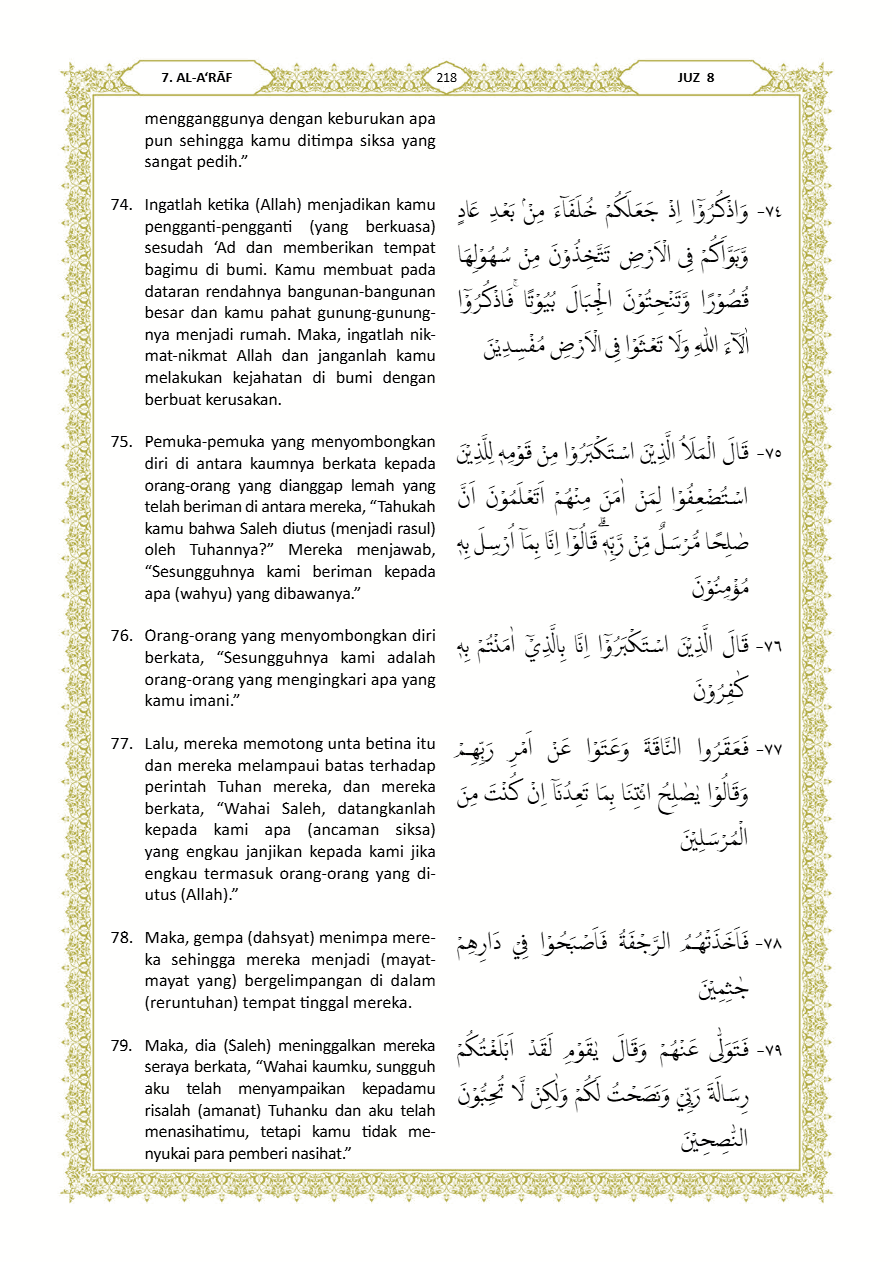 7. AL-A‘RĀF
218
JUZ 8
mengganggunya dengan keburukan apa
pun sehingga kamu ditimpa siksa yang
sangat pedih.”
74. Ingatlah ketika (Allah) menjadikan kamu
pengganti-pengganti (yang berkuasa)
sesudah ‘Ad dan memberikan tempat
bagimu di bumi. Kamu membuat pada
dataran rendahnya bangunan-bangunan
besar dan kamu pahat gunung-gunung-
nya menjadi rumah. Maka, ingatlah nik-
mat-nikmat Allah dan janganlah kamu
melakukan kejahatan di bumi dengan
berbuat kerusakan.
٧٤- وَاذْكُرُوْٓا اِذْ جَعَلَكُمْ خُلَفَاۤءَ مِنْۢ بَعْدِ عَادٍ
وَّبَوَّاَكُمْ فِى الْاَرْضِ تَتَّخِذُوْنَ مِنْ سُهُوْلِهَا
قُصُوْرًا وَّتَنْحِتُوْنَ الْجِبَالَ بُيُوْتًا ۚ فَاذْكُرُوْٓا
اٰلَاۤءَ اللّٰهِ وَلَا تَعْثَوْا فِى الْاَرْضِ مُفْسِدِيْنَ
75. Pemuka-pemuka yang menyombongkan
diri di antara kaumnya berkata kepada
orang-orang yang dianggap lemah yang
telah beriman di antara mereka, “Tahukah
kamu bahwa Saleh diutus (menjadi rasul)
oleh Tuhannya?” Mereka menjawab,
“Sesungguhnya kami beriman kepada
apa (wahyu) yang dibawanya.”
٧٥- قَالَ الْمَلَاُ الَّذِيْنَ اسْتَكْبَرُوْا مِنْ قَوْمِهٖ لِلَّذِيْنَ
اسْتُضْعِفُوْا لِمَنْ اٰمَنَ مِنْهُمْ اَتَعْلَمُوْنَ اَنَّ
صٰلِحًا مُّرْسَلٌ مِّنْ رَّبِّهٖۗ قَالُوْٓا اِنَّا بِمَآ اُرْسِلَ بِهٖ
مُؤْمِنُوْنَ
76. Orang-orang yang menyombongkan diri
berkata, “Sesungguhnya kami adalah
orang-orang yang mengingkari apa yang
kamu imani.”
٧٦- قَالَ الَّذِيْنَ اسْتَكْبَرُوْٓا اِنَّا بِالَّذِيْٓ اٰمَنْتُمْ بِهٖ
كٰفِرُوْنَ
77. Lalu, mereka memotong unta betina itu
dan mereka melampaui batas terhadap
perintah Tuhan mereka, dan mereka
berkata, “Wahai Saleh, datangkanlah
kepada kami apa (ancaman siksa)
yang engkau janjikan kepada kami jika
engkau termasuk orang-orang yang di-
utus (Allah).”
٧٧- فَعَقَرُوا النَّاقَةَ وَعَتَوْا عَنْ اَمْرِ رَبِّهِمْ
وَقَالُوْا يٰصٰلِحُ ائْتِنَا بِمَا تَعِدُنَآ اِنْ كُنْتَ مِنَ
الْمُرْسَلِيْنَ
78. Maka, gempa (dahsyat) menimpa mere-
ka sehingga mereka menjadi (mayat-
mayat yang) bergelimpangan di dalam
(reruntuhan) tempat tinggal mereka.
٧٨- فَاَخَذَتْهُمُ الرَّجْفَةُ فَاَصْبَحُوْا فِيْ دَارِهِمْ
جٰثِمِيْنَ
79. Maka, dia (Saleh) meninggalkan mereka
seraya berkata, “Wahai kaumku, sungguh
aku telah menyampaikan kepadamu
risalah (amanat) Tuhanku dan aku telah
menasihatimu, tetapi kamu tidak me-
nyukai para pemberi nasihat.”
٧٩- فَتَوَلّٰى عَنْهُمْ وَقَالَ يٰقَوْمِ لَقَدْ اَبْلَغْتُكُمْ
رِسَالَةَ رَبِّيْ وَنَصَحْتُ لَكُمْ وَلٰكِنْ لَّا تُحِبُّوْنَ
النّٰصِحِيْنَ